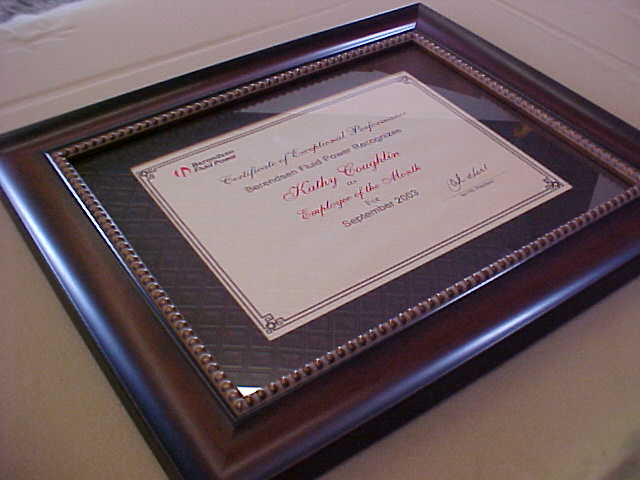 Berendsen
Fluid Power
Certificate of Exceptional Performance
Berendsen Fluid Power Recognizes
Kathy Coughlin
as
Employee of the Month
For
September 2003